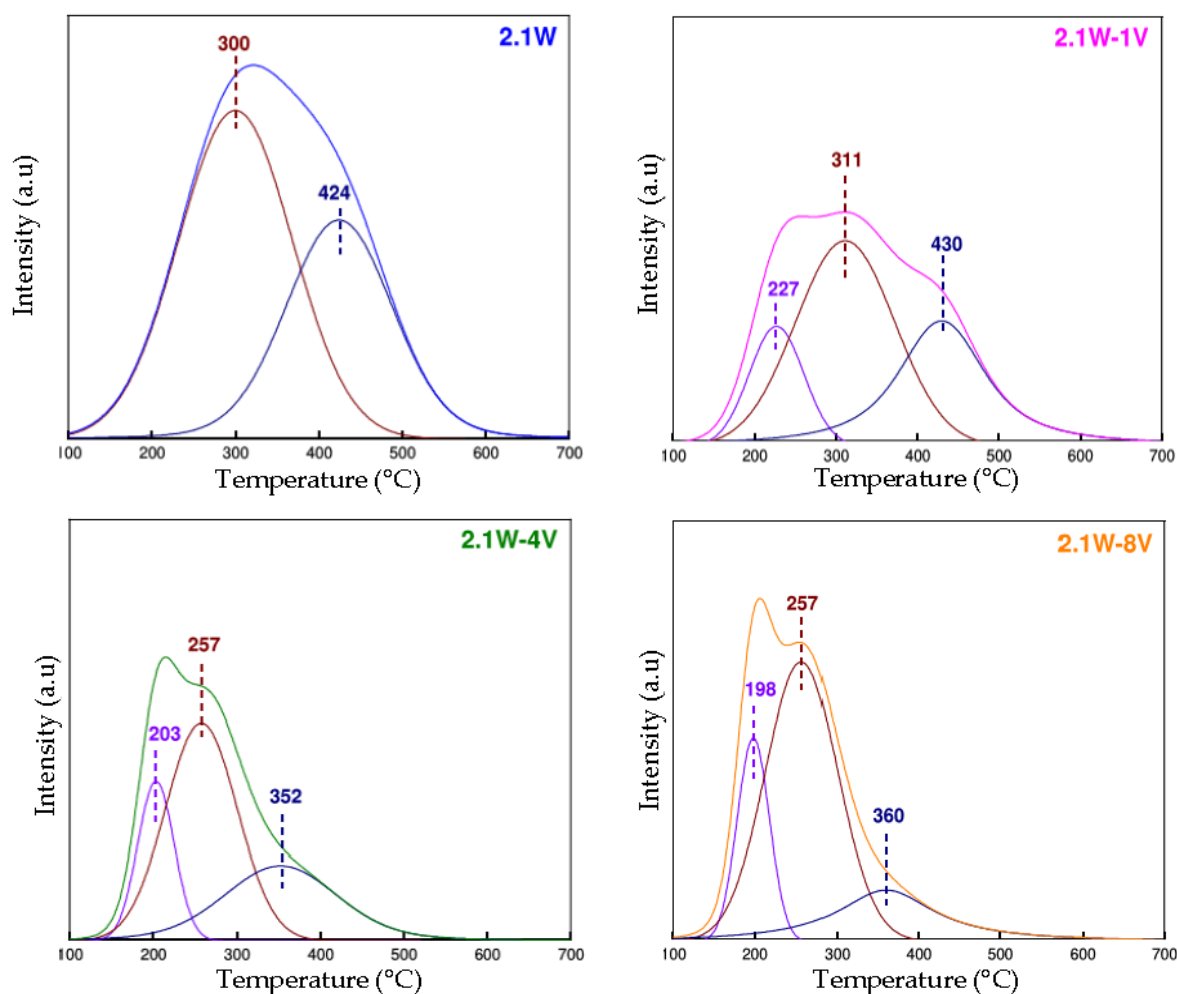 2.1W
300
424
Intensity (a.u)
100 200 300 400 500 600 700
Temperature (°C)
2.1W-1V
311
430
227
Intensity (a.u)
100 200 300 400 500 600 700
Temperature (°C)
2.1W-4V
257
203
352
Intensity (a.u)
100 200 300 400 500 600 700
Temperature (°C)
2.1W-8V
257
198
360
Intensity (a.u)
100 200 300 400 500 600 700
Temperature (°C)